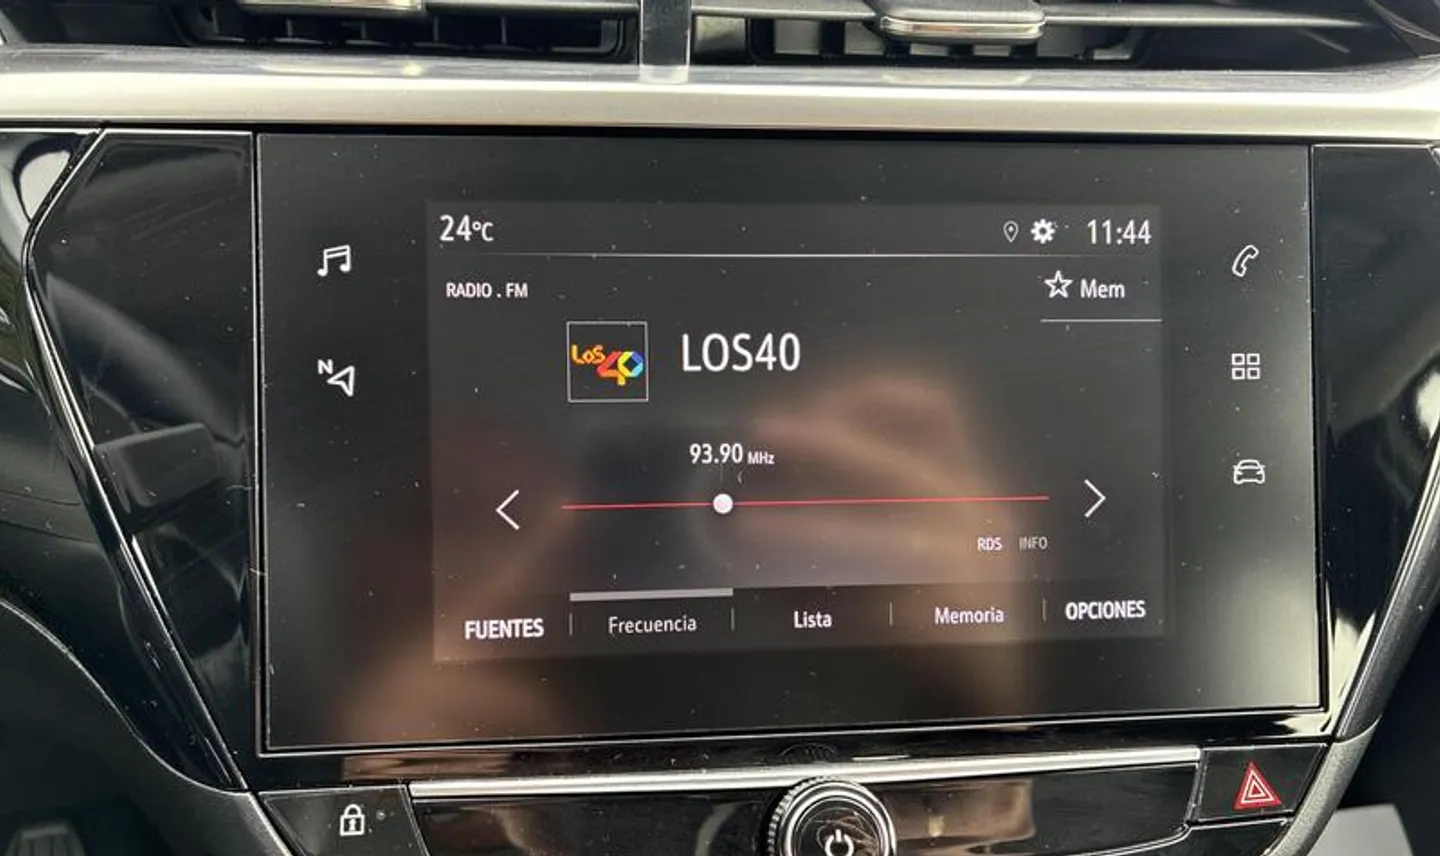 24°C 11:44
RADIO . FM
Mem
LOS40
LOS40
93.90 MHz
RDS INFO
FUENTES Frecuencia Lista Memoria OPCIONES
N